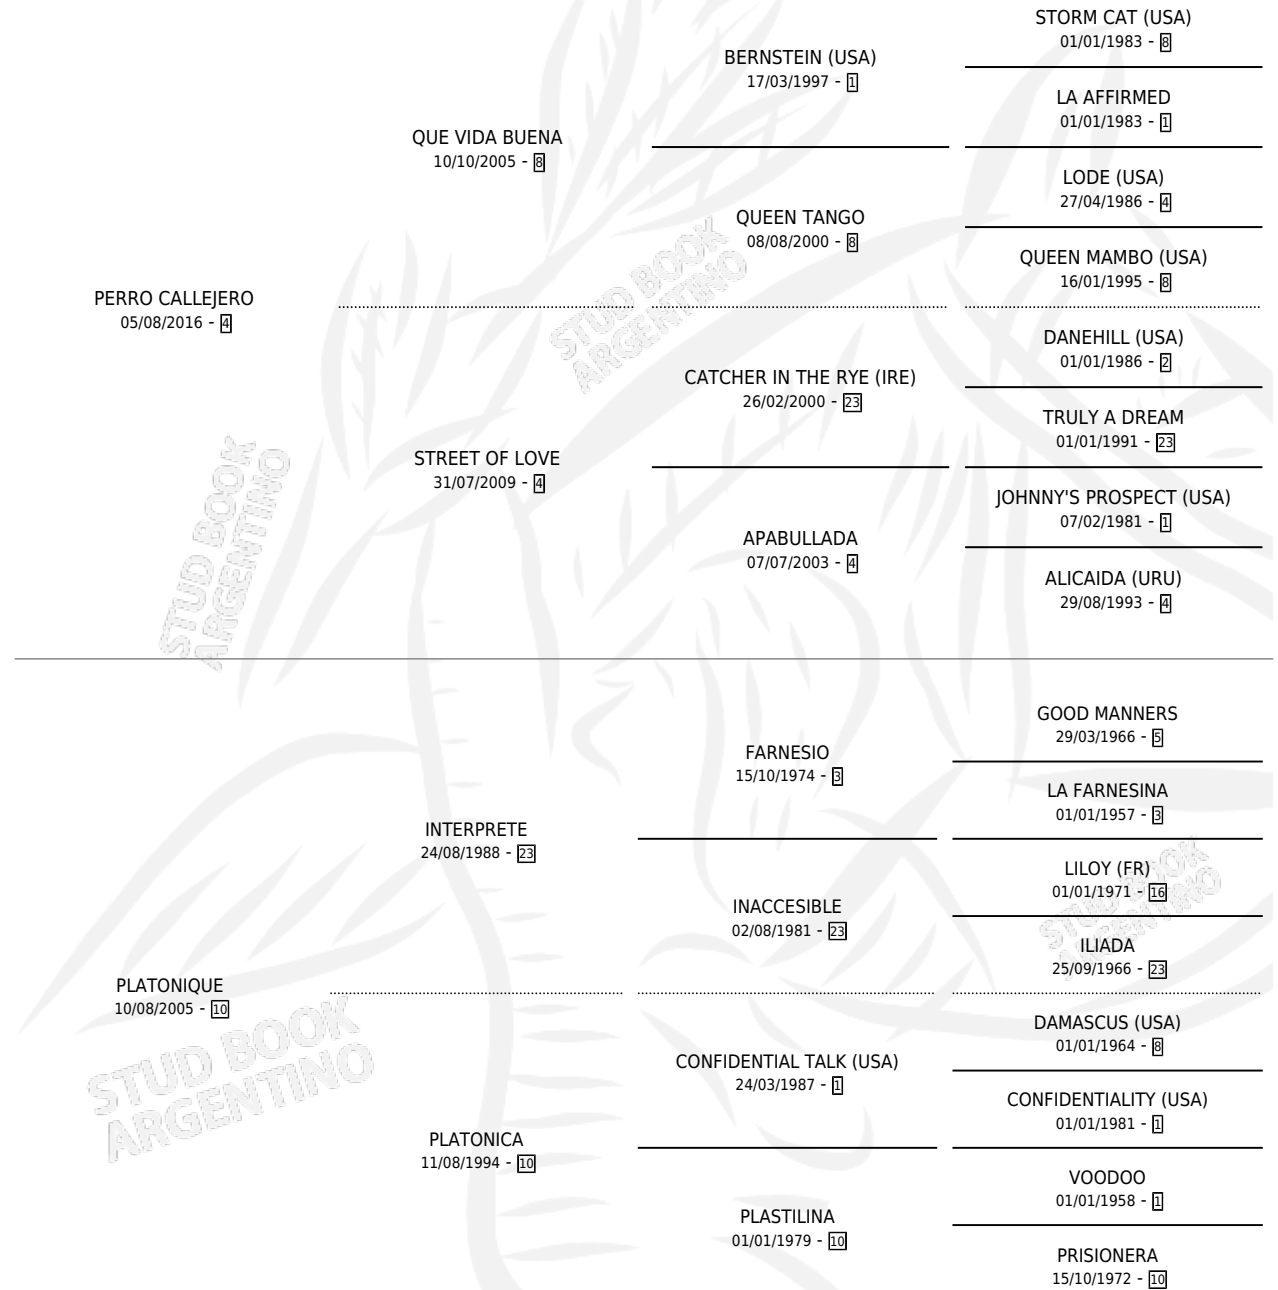 STORM CAT (USA)
01/01/1983 - 8
BERNSTEIN (USA)
17/03/1997 - 1
LA AFFIRMED
01/01/1983 - 1
QUE VIDA BUENA
10/10/2005 - 8
LODE (USA)
27/04/1986 - 4
QUEEN TANGO
08/08/2000 - 8
QUEEN MAMBO (USA)
16/01/1995 - 8
PERRO CALLEJERO
05/08/2016 - 4
DANEHILL (USA)
01/01/1986 - 2
CATCHER IN THE RYE (IRE)
26/02/2000 - 23
TRULY A DREAM
01/01/1991 - 23
STREET OF LOVE
31/07/2009 - 4
JOHNNY'S PROSPECT (USA)
07/02/1981 - 1
APABULLADA
07/07/2003 - 4
ALICAIDA (URU)
29/08/1993 - 4
STUD BOOK
ARGENTINO
STUD BOOK
ARGENTINO
GOOD MANNERS
29/03/1966 - 5
FARNESIO
15/10/1974 - 3
LA FARNESINA
01/01/1957 - 3
INTERPRETE
24/08/1988 - 23
LILOY (FR)
01/01/1971 - 16
INACCESIBLE
02/08/1981 - 23
ILIADA
25/09/1966 - 23
STUD BOOK
ARGENTINO
PLATONIQUE
10/08/2005 - 10
DAMASCUS (USA)
01/01/1964 - 8
CONFIDENTIAL TALK (USA)
24/03/1987 - 1
CONFIDENTIALITY (USA)
01/01/1981 - 1
STUD BOOK
ARGENTINO
PLATONICA
11/08/1994 - 10
VOODOO
01/01/1958 - 1
PLASTILINA
01/01/1979 - 10
PRISIONERA
15/10/1972 - 10